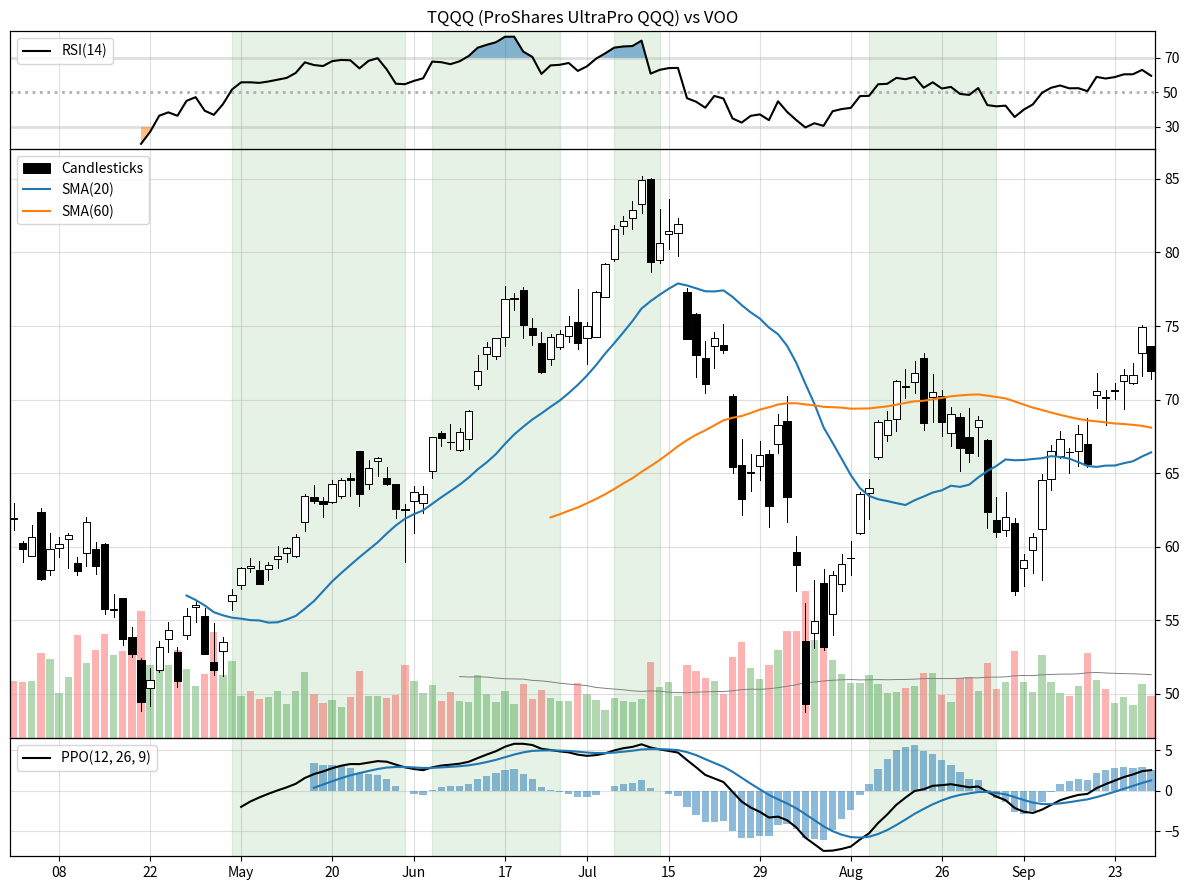 TQQQ (ProShares UltraPro QQQ) vs VOO
RSI(14)
70
50
30
Candlesticks
SMA(20)
SMA(60)
85
80
75
70
65
60
55
50
PPO(12, 26, 9)
5
0
−5
08 22 May 20 Jun 17 Jul 15 29 Aug 26 Sep 23